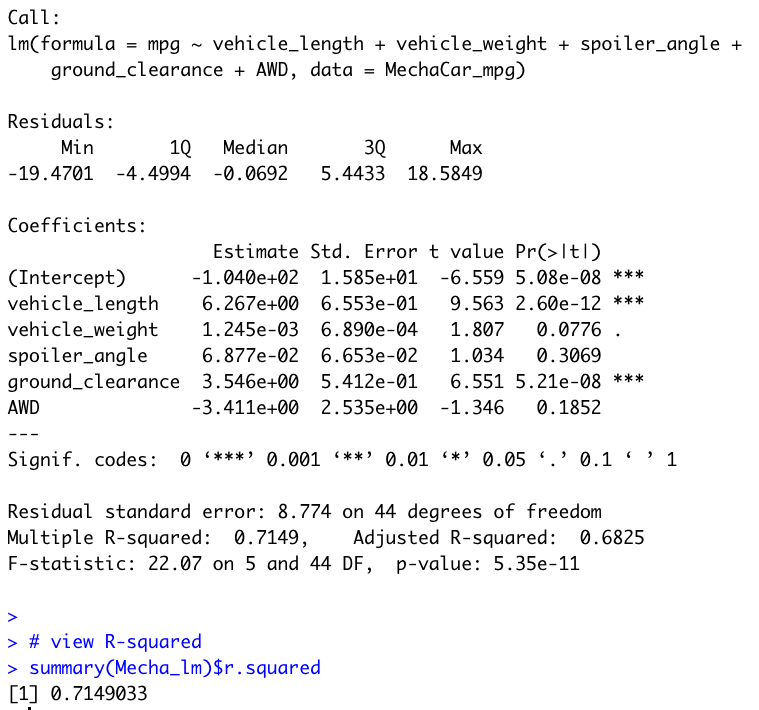 Call:
lm(formula = mpg ~ vehicle_length + vehicle_weight + spoiler_angle +
    ground_clearance + AWD, data = MechaCar_mpg)

Residuals:
     Min       1Q   Median       3Q      Max
-19.4701  -4.4994  -0.0692   5.4433  18.5849

Coefficients:
                   Estimate Std. Error t value Pr(>|t|)
(Intercept)      -1.040e+02  1.585e+01  -6.559 5.08e-08 ***
vehicle_length    6.267e+00  6.553e-01   9.563 2.60e-12 ***
vehicle_weight    1.245e-03  6.890e-04   1.807   0.0776 .
spoiler_angle     6.877e-02  6.653e-02   1.034   0.3069
ground_clearance  3.546e+00  5.412e-01   6.551 5.21e-08 ***
AWD              -3.411e+00  2.535e+00  -1.346   0.1852
---
Signif. codes:  0 ‘***’ 0.001 ‘**’ 0.01 ‘*’ 0.05 ‘.’ 0.1 ‘ ’ 1

Residual standard error: 8.774 on 44 degrees of freedom
Multiple R-squared:  0.7149,	Adjusted R-squared:  0.6825
F-statistic: 22.07 on 5 and 44 DF,  p-value: 5.35e-11

>
> # view R-squared
> summary(Mecha_lm)$r.squared
[1] 0.7149033